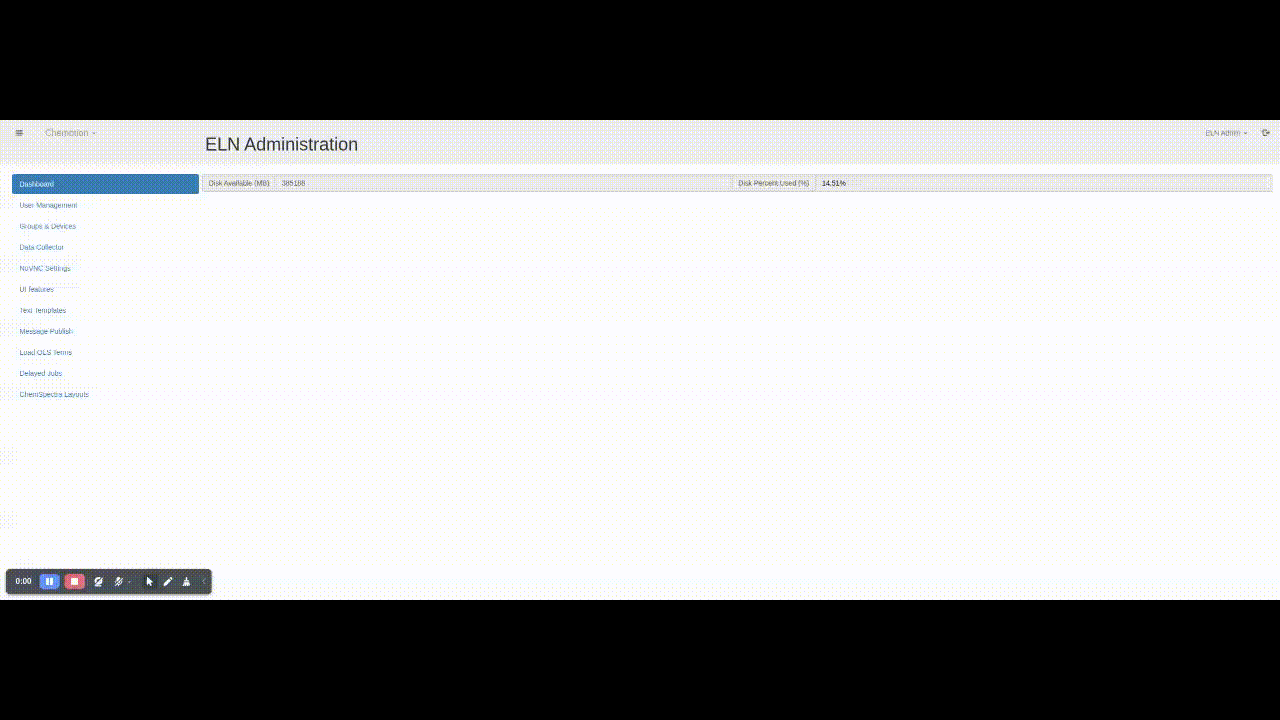 Chemotion
ELN Administration
ELN Admin
Dashboard
Disk Available (MB) 385188 Disk Percent Used (%) 14.51%
User Management
Groups & Devices
Data Collector
NoVNC Settings
UI features
Text Templates
Message Publish
Load OLS Terms
Delayed Jobs
ChemSpectra Layouts
0:00